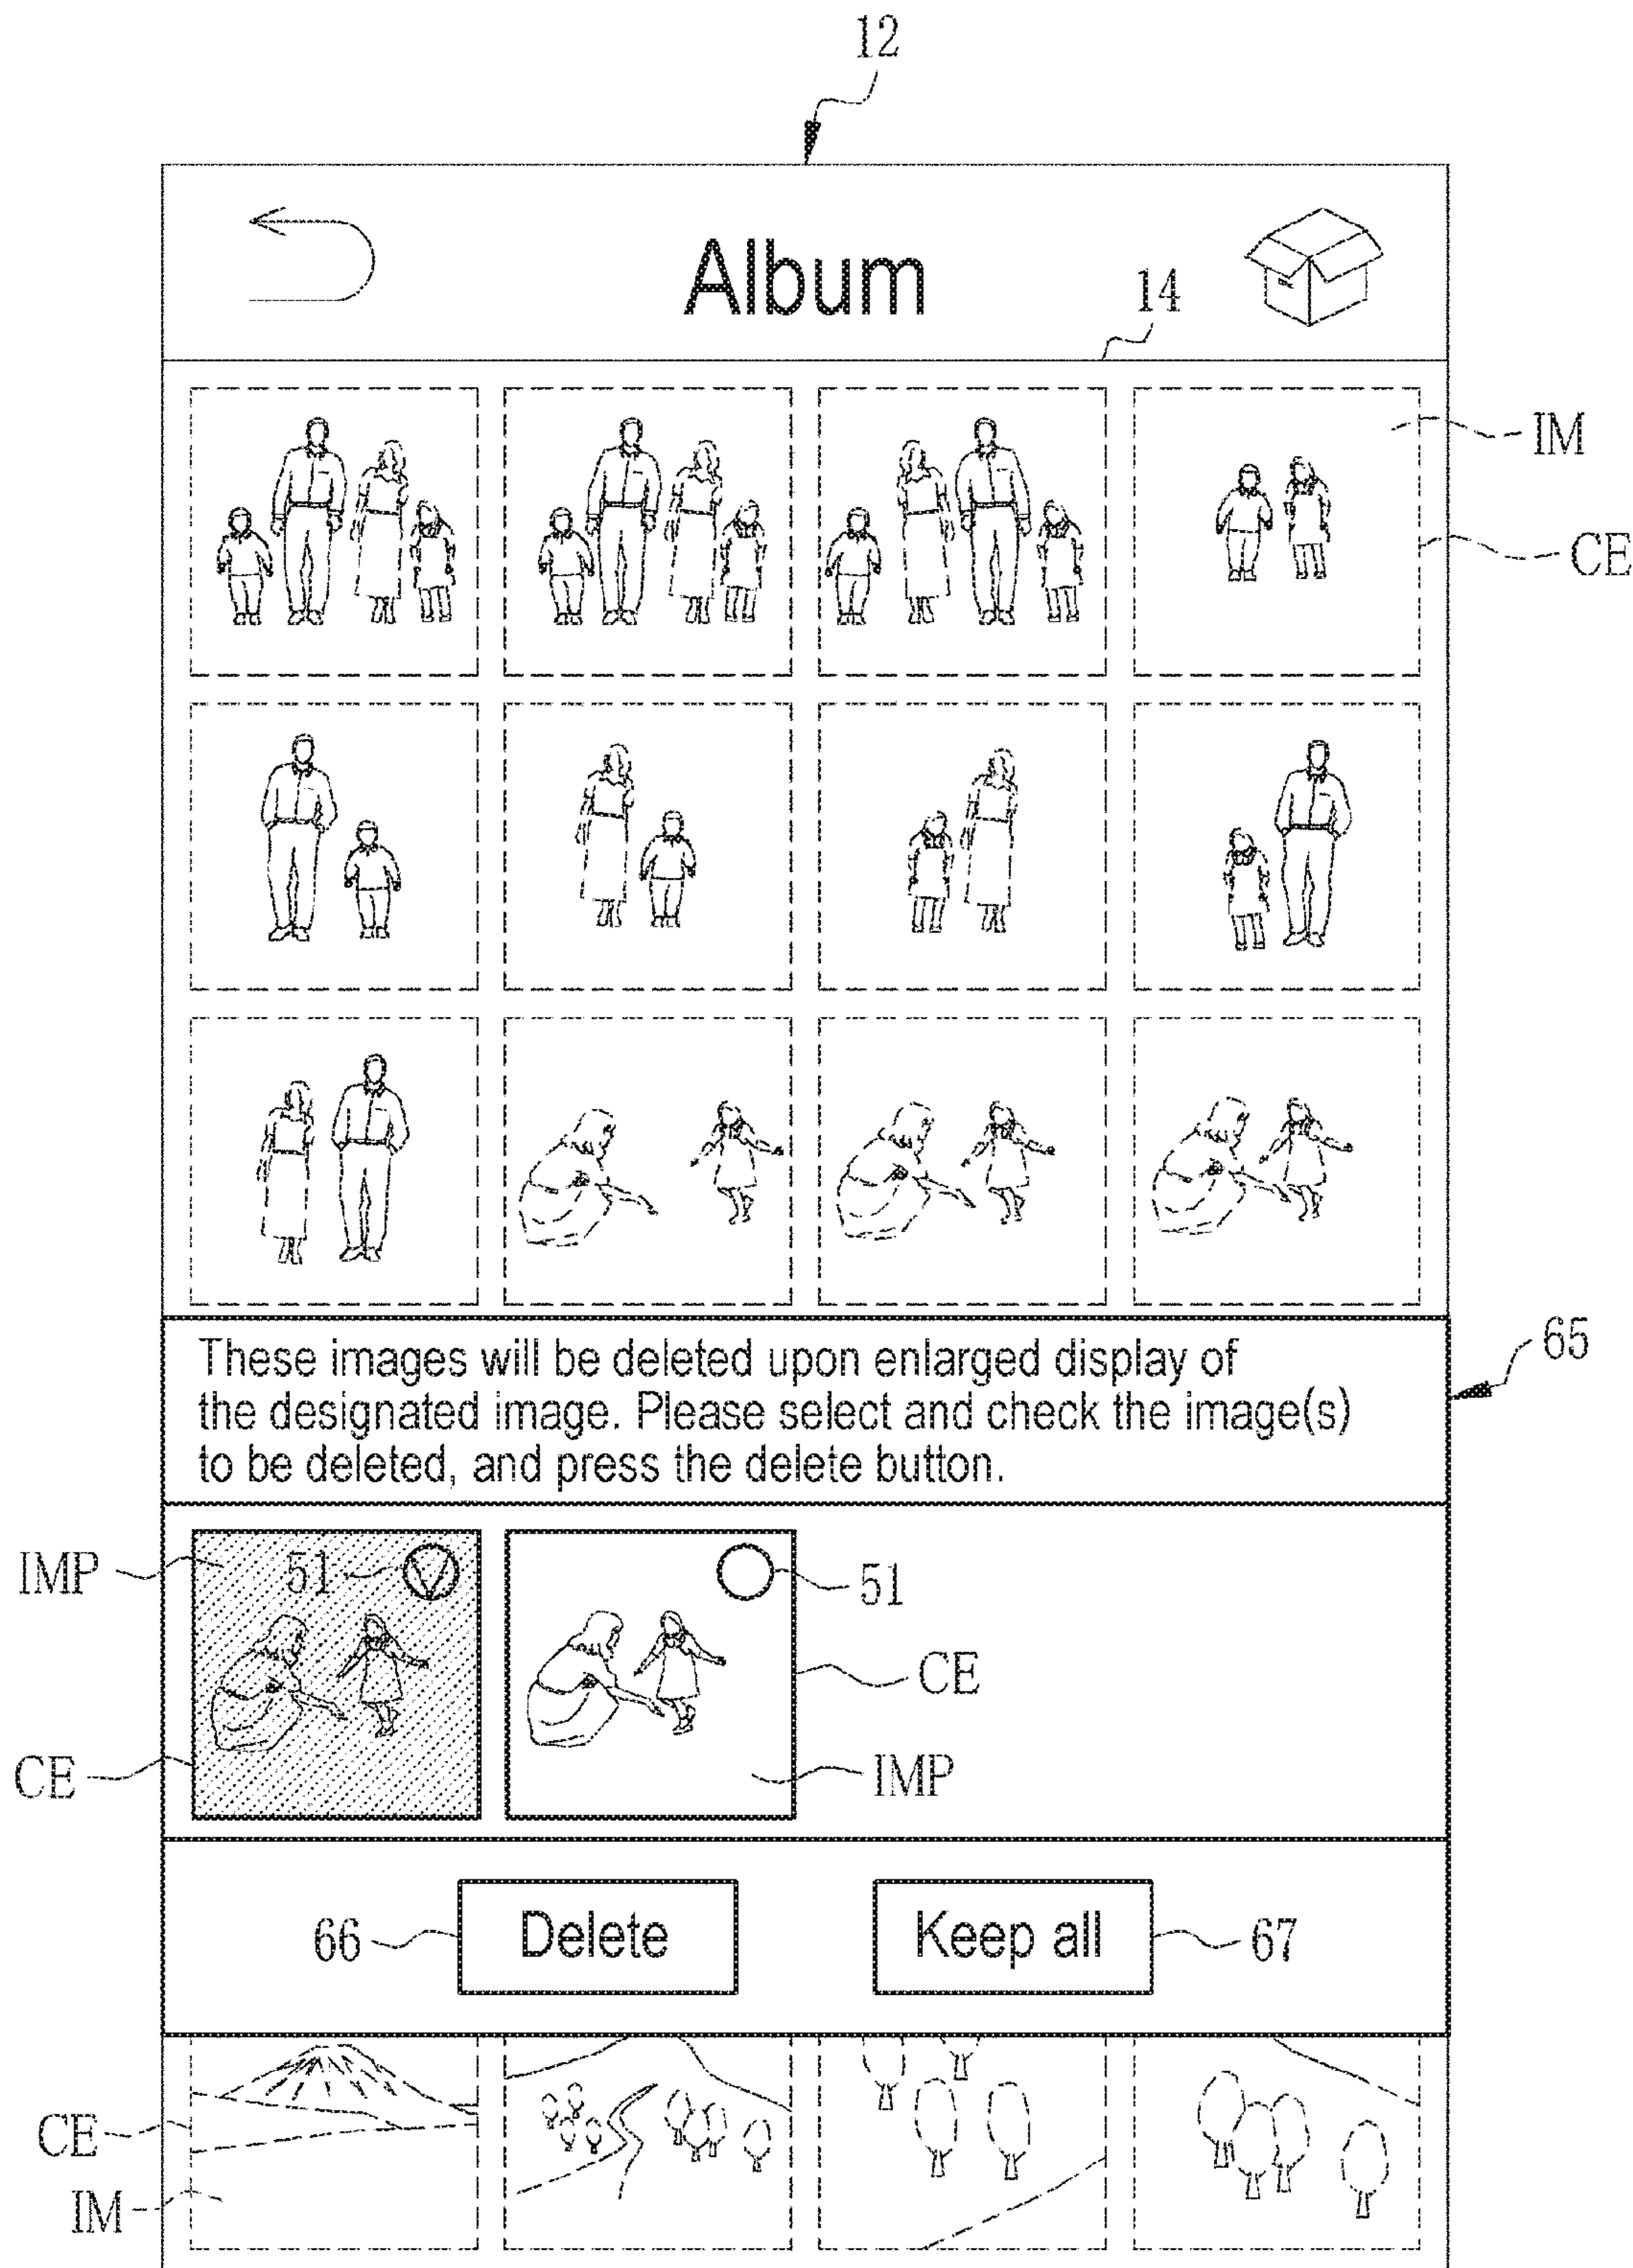 12
Album
14
IM
CE
65
These images will be deleted upon enlarged display of
the designated image. Please select and check the image(s)
to be deleted, and press the delete button.
IMP
51
51
CE
CE
IMP
66
Delete
Keep all
67
CE
IM